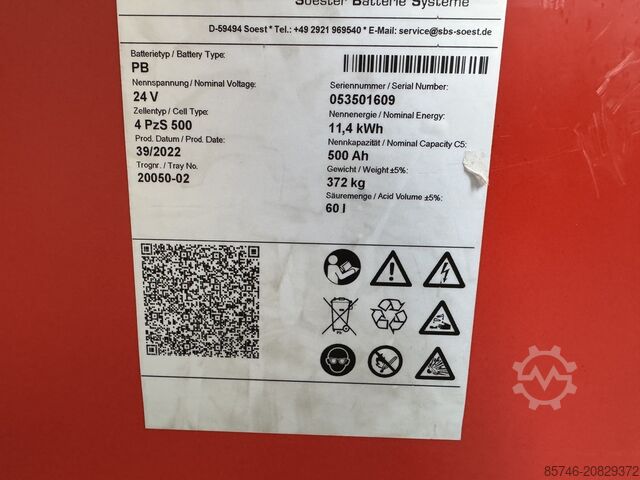 Soester Batterie Systeme
D-59494 Soest * Tel.: +49 2921 969540 * E-Mail: service@sbs-soest.de
Batterietyp / Battery Type:
PB
Nennspannung / Nominal Voltage:
24 V
Zellentyp / Cell Type:
4 PzS 500
Prod. Datum / Prod. Date:
39/2022
Trognr. / Tray No.
20050-02
Seriennummer / Serial Number:
053501609
Nennenergie / Nominal Energy:
11,4 kWh
Nennkapazität / Nominal Capacity C5:
500 Ah
Gewicht / Weight ±5%:
372 kg
Säuremenge / Acid Volume ±5%:
60 l
Pb
85746-20829372